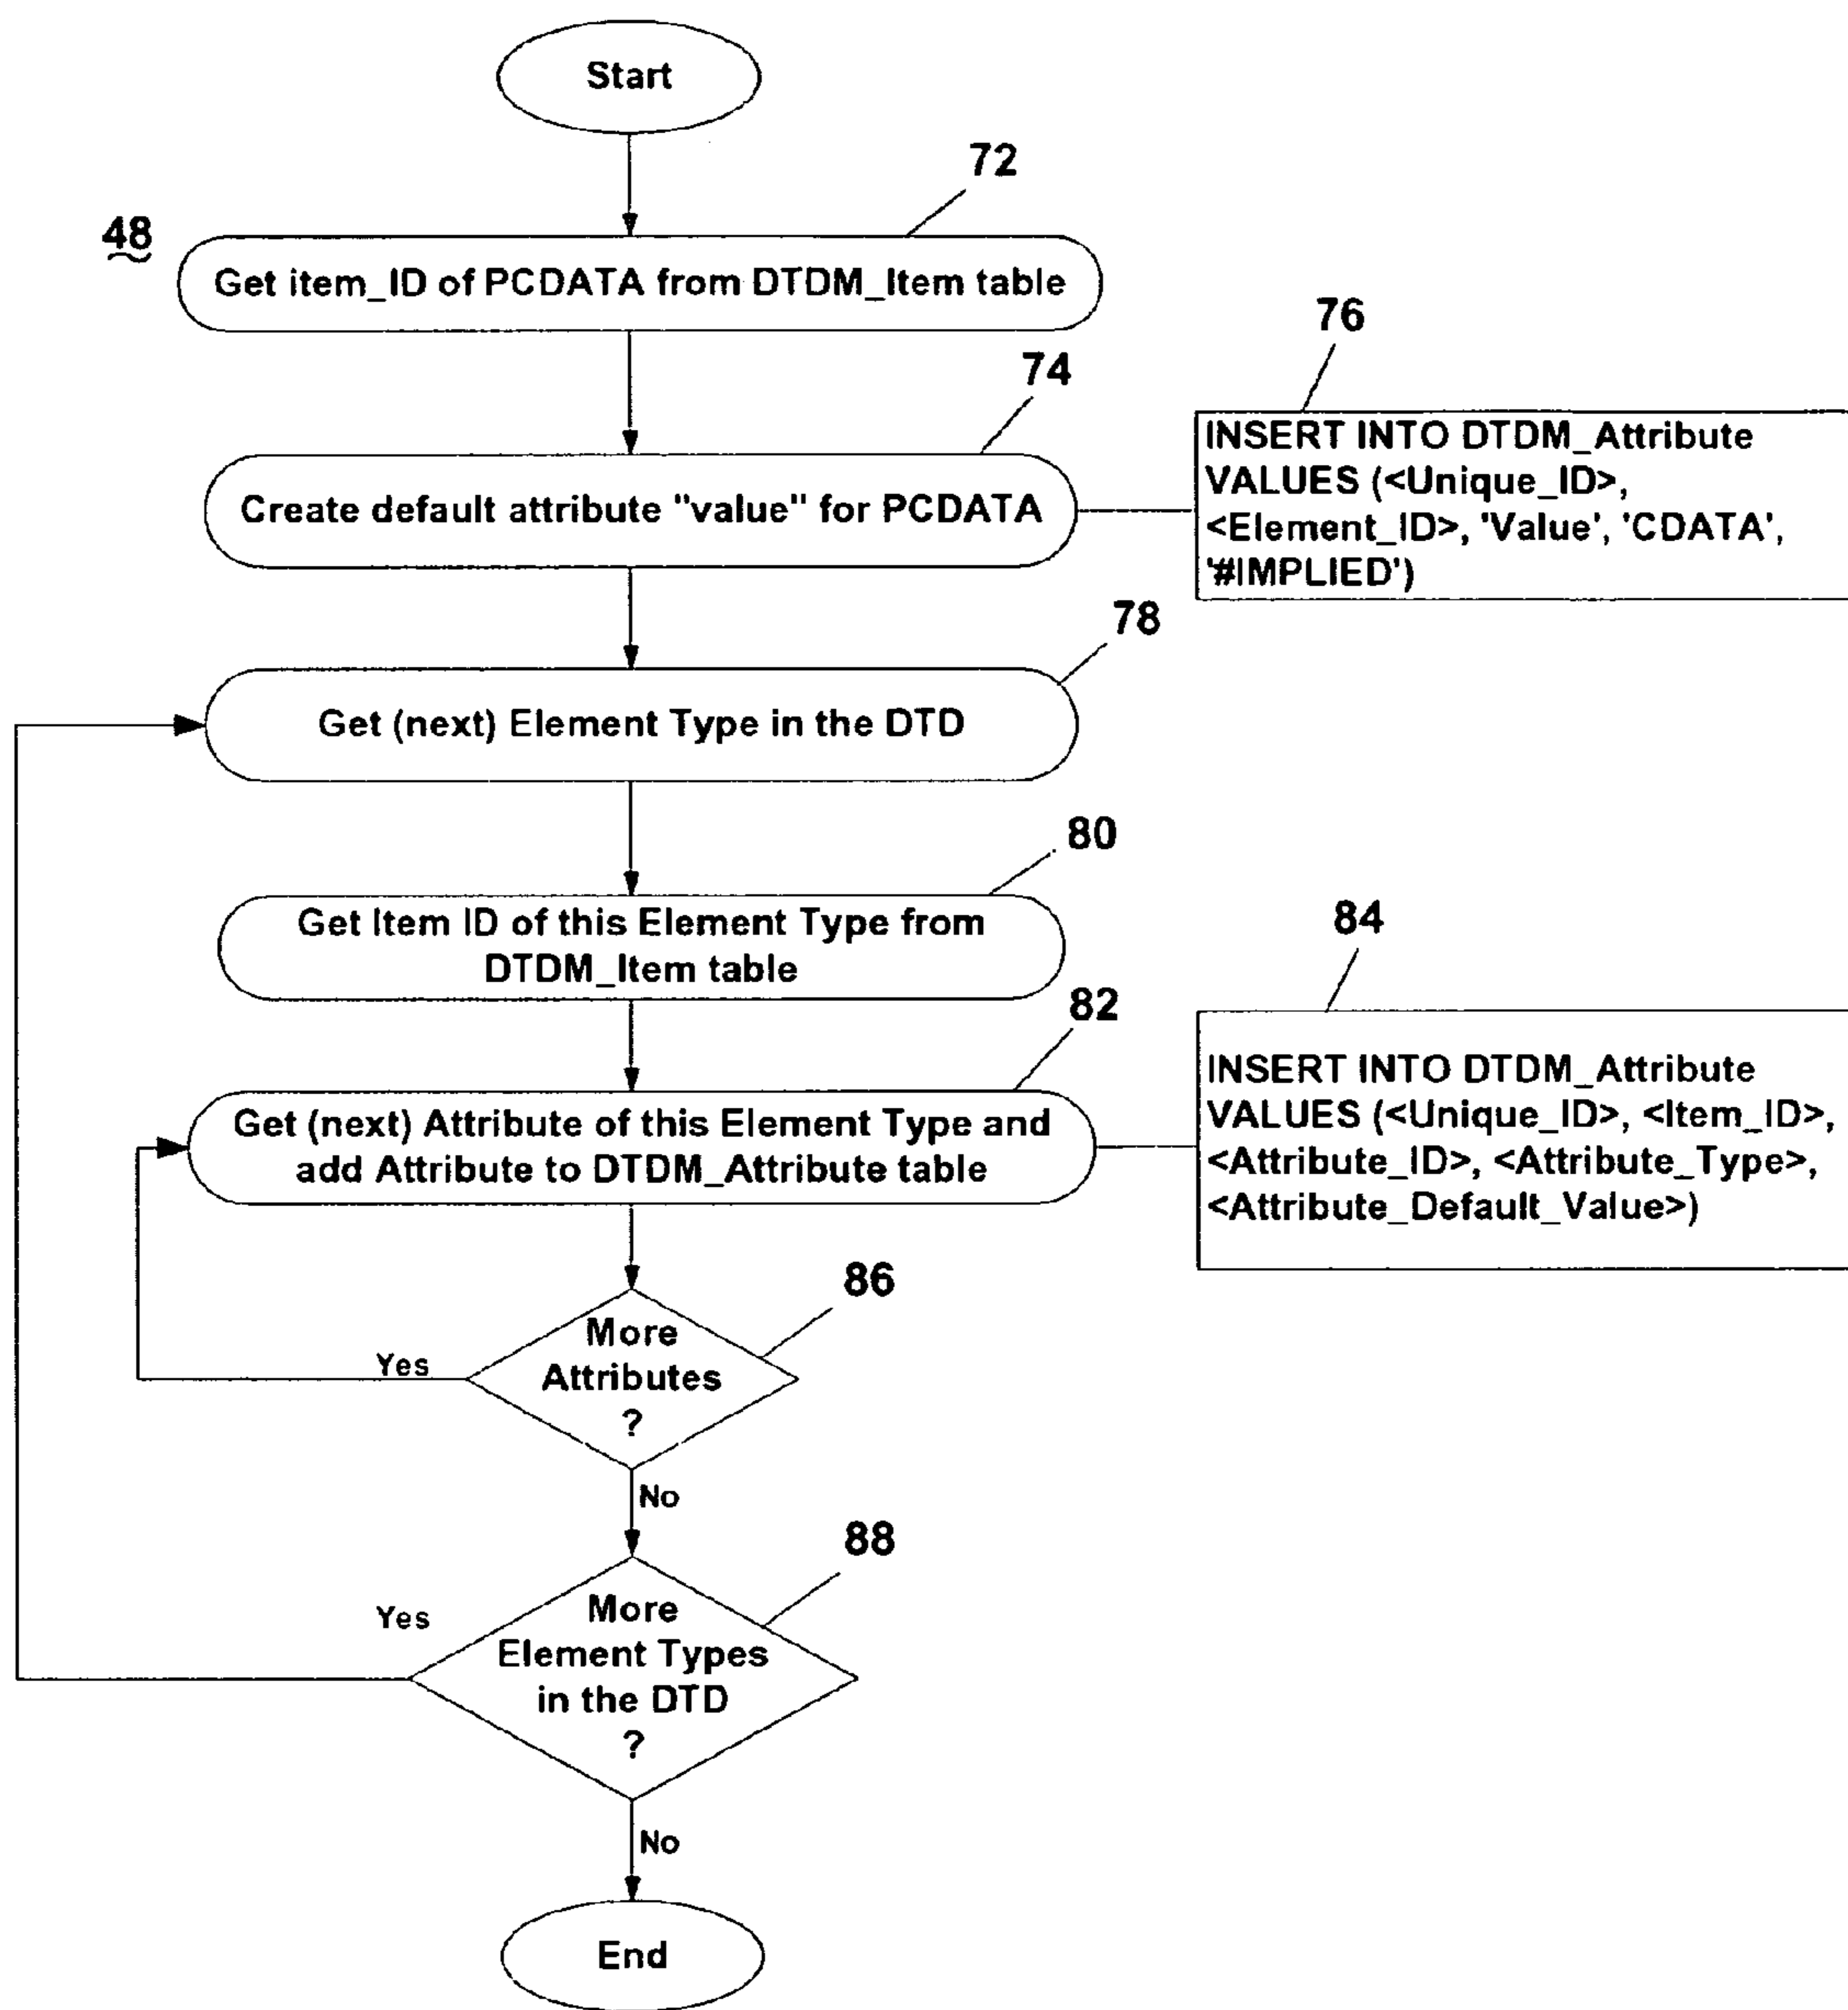 Start
72
48
Get item_ID of PCDATA from DTDM_Item table
76
74
INSERT INTO DTDM_Attribute
VALUES (<Unique_ID>,
<Element_ID>, 'Value', 'CDATA',
'#IMPLIED')
Create default attribute "value" for PCDATA
78
Get (next) Element Type in the DTD
80
Get Item ID of this Element Type from
DTDM_Item table
84
82
INSERT INTO DTDM_Attribute
VALUES (<Unique_ID>, <Item_ID>,
<Attribute_ID>, <Attribute_Type>,
<Attribute_Default_Value>)
Get (next) Attribute of this Element Type and
add Attribute to DTDM_Attribute table
86
More
Attributes
?
Yes
No
88
More
Element Types
in the DTD
?
Yes
No
End